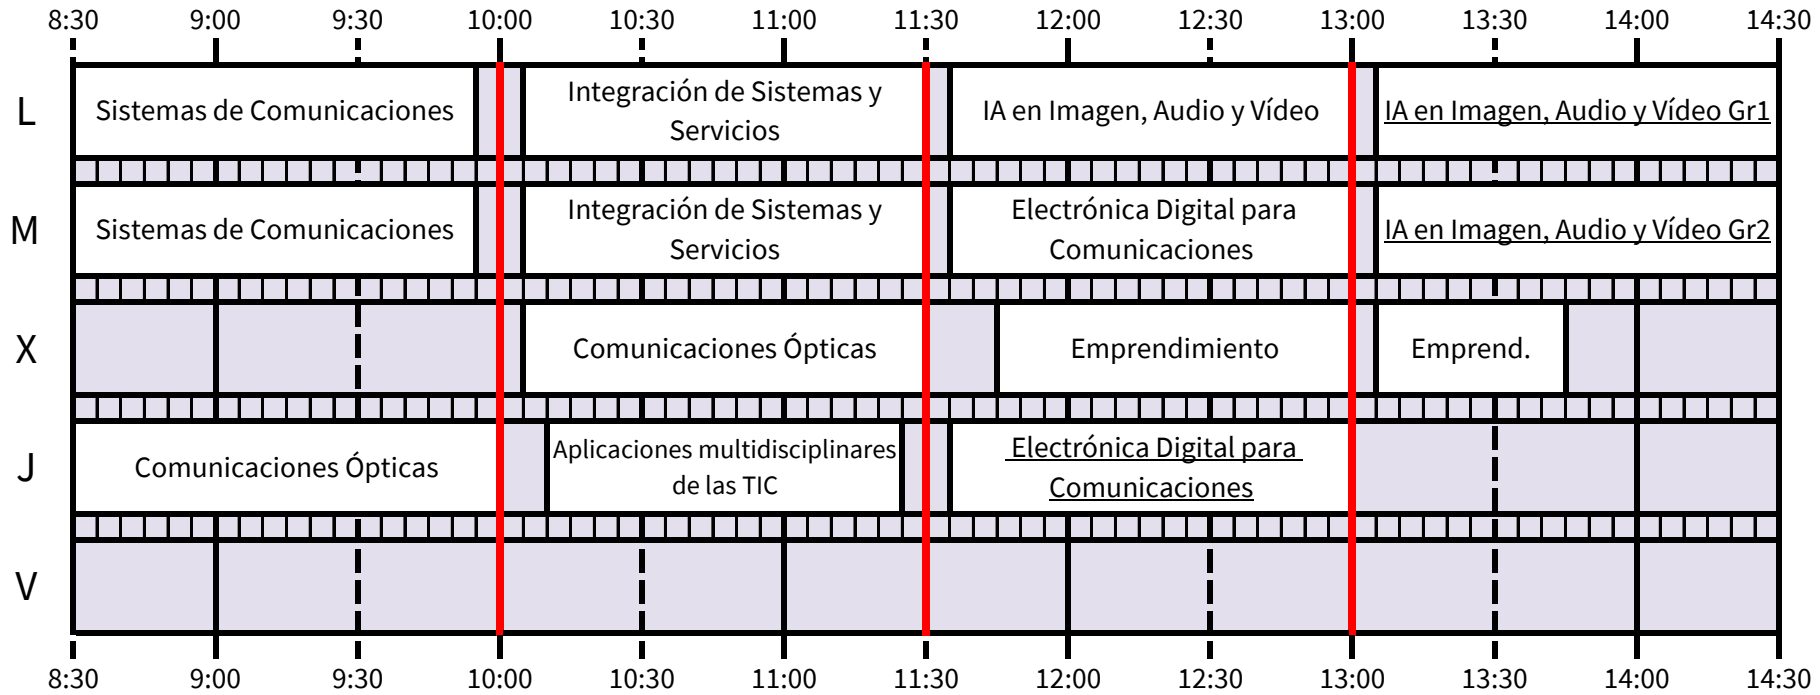 8:30 9:00 9:30 10:00 10:30 11:00 11:30 12:00 12:30 13:00 13:30 14:00 14:30
L
Sistemas de Comunicaciones
Integración de Sistemas y
Servicios
IA en Imagen, Audio y Vídeo
IA en Imagen, Audio y Vídeo Gr1
M
Sistemas de Comunicaciones
Integración de Sistemas y
Servicios
Electrónica Digital para
Comunicaciones
IA en Imagen, Audio y Vídeo Gr2
X
Comunicaciones Ópticas
Emprendimiento
Emprend.
J
Comunicaciones Ópticas
Aplicaciones multidisciplinares
de las TIC
Electrónica Digital para
Comunicaciones
V
8:30 9:00 9:30 10:00 10:30 11:00 11:30 12:00 12:30 13:00 13:30 14:00 14:30